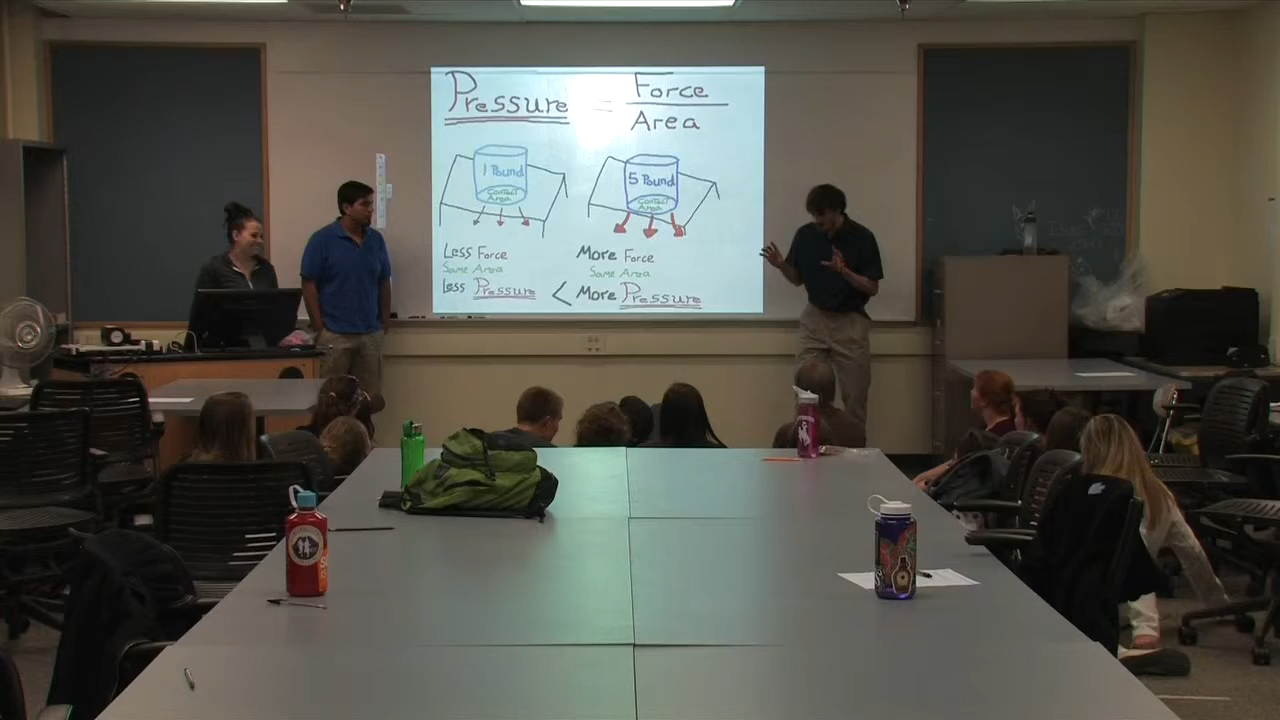 Pressure = Force
Area
1 Pound
Contact
Area
5 Pound
Contact
Area
Less Force
Same Area
Less Pressure
<
More Force
Same Area
More Pressure